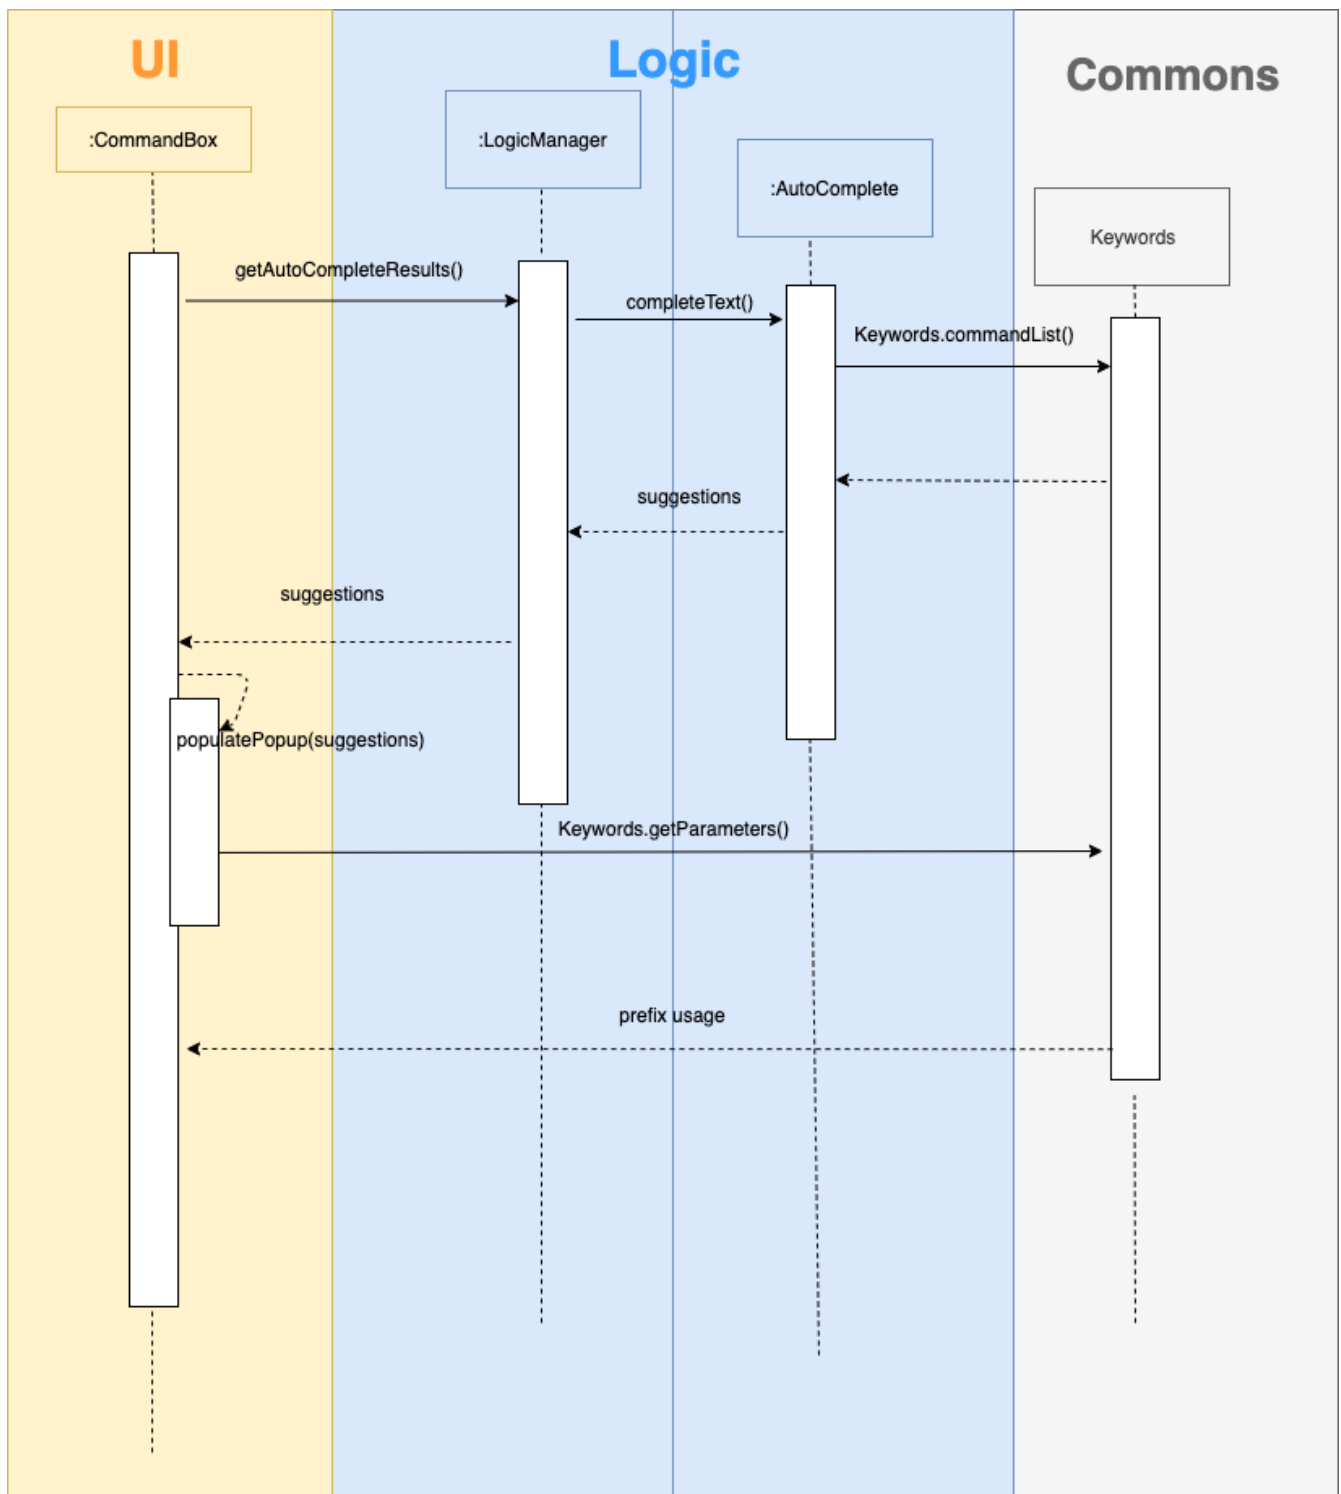 UI
Logic
Commons
:CommandBox
:LogicManager
:AutoComplete
Keywords
getAutoCompleteResults()
completeText()
Keywords.commandList()
suggestions
suggestions
populatePopup(suggestions)
Keywords.getParameters()
prefix usage